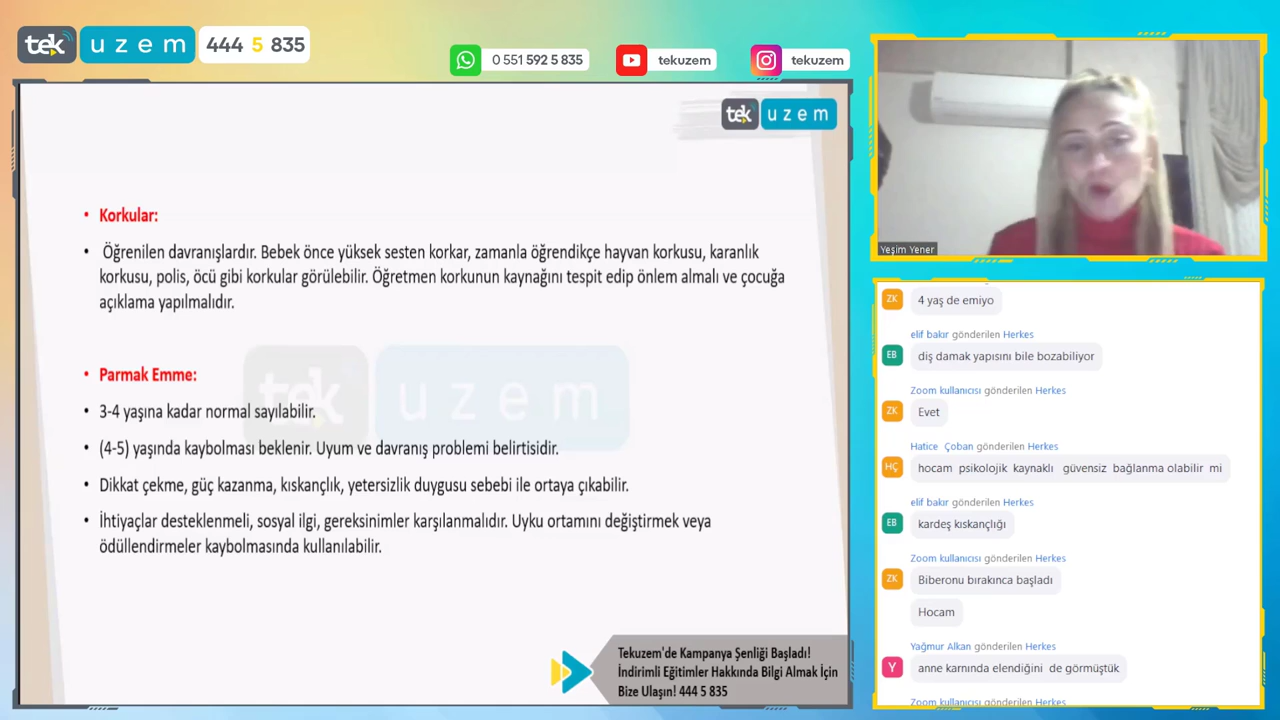 tek uzem 444 5 835
0 551 592 5 835
tekuzem
tekuzem
tek uzem
• Korkular:
• Öğrenilen davranışlardır. Bebek önce yüksek sesten korkar, zamanla öğrendikçe hayvan korkusu, karanlık
korkusu, polis, öcü gibi korkular görülebilir. Öğretmen korkunun kaynağını tespit edip önlem almalı ve çocuğa
açıklama yapılmalıdır.
• Parmak Emme:
tek uzem
• 3-4 yaşına kadar normal sayılabilir.
• (4-5) yaşında kaybolması beklenir. Uyum ve davranış problemi belirtisidir.
• Dikkat çekme, güç kazanma, kıskançlık, yetersizlik duygusu sebebi ile ortaya çıkabilir.
• İhtiyaçlar desteklenmeli, sosyal ilgi, gereksinimler karşılanmalıdır. Uyku ortamını değiştirmek veya
ödüllendirmeler kaybolmasında kullanılabilir.
Tekuzem'de Kampanya Şenliği Başladı!
İndirimli Eğitimler Hakkında Bilgi Almak İçin
Bize Ulaşın! 444 5 835
Yeşim Yener
ZK 4 yaş de emiyo
elif bakır gönderilen Herkes
EB diş damak yapısını bile bozabiliyor
Zoom kullanıcısı gönderilen Herkes
ZK Evet
Hatice Çoban gönderilen Herkes
HÇ hocam psikolojik kaynaklı güvensiz bağlanma olabilir mi
elif bakır gönderilen Herkes
EB kardeş kıskançlığı
Zoom kullanıcısı gönderilen Herkes
ZK Biberonu bırakınca başladı
Hocam
Yağmur Alkan gönderilen Herkes
Y anne karnında elendiğini de görmüştük
Zoom kullanıcısı gönderilen Herkes